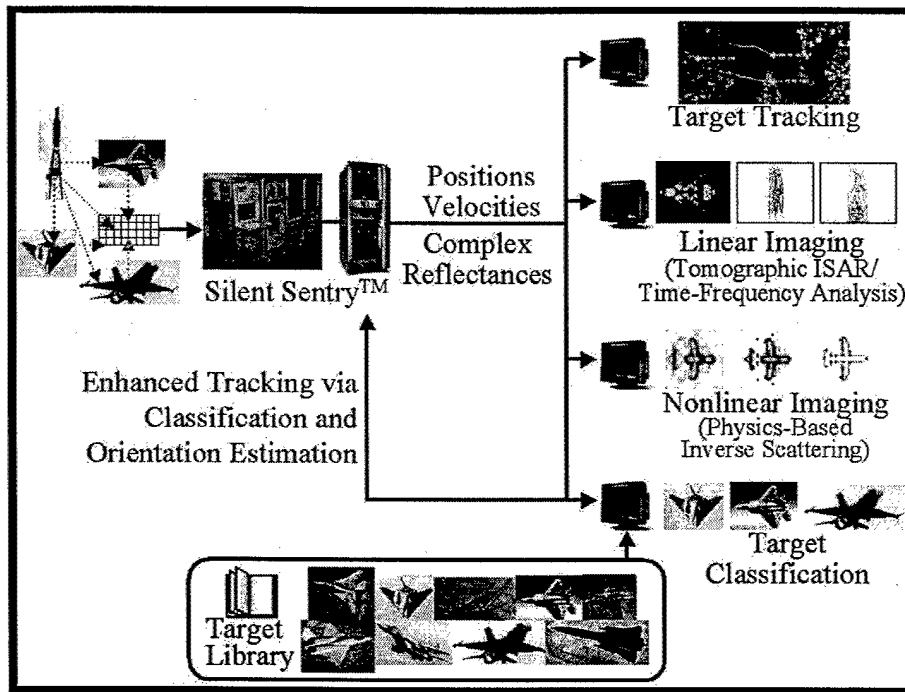 Target Tracking
Positions
Velocities
Complex
Reflectances
Silent Sentry™
Linear Imaging
(Tomographic ISAR/
Time-Frequency Analysis)
Enhanced Tracking via
Classification and
Orientation Estimation
Nonlinear Imaging
(Physics-Based
Inverse Scattering)
Target
Classification
Target
Library